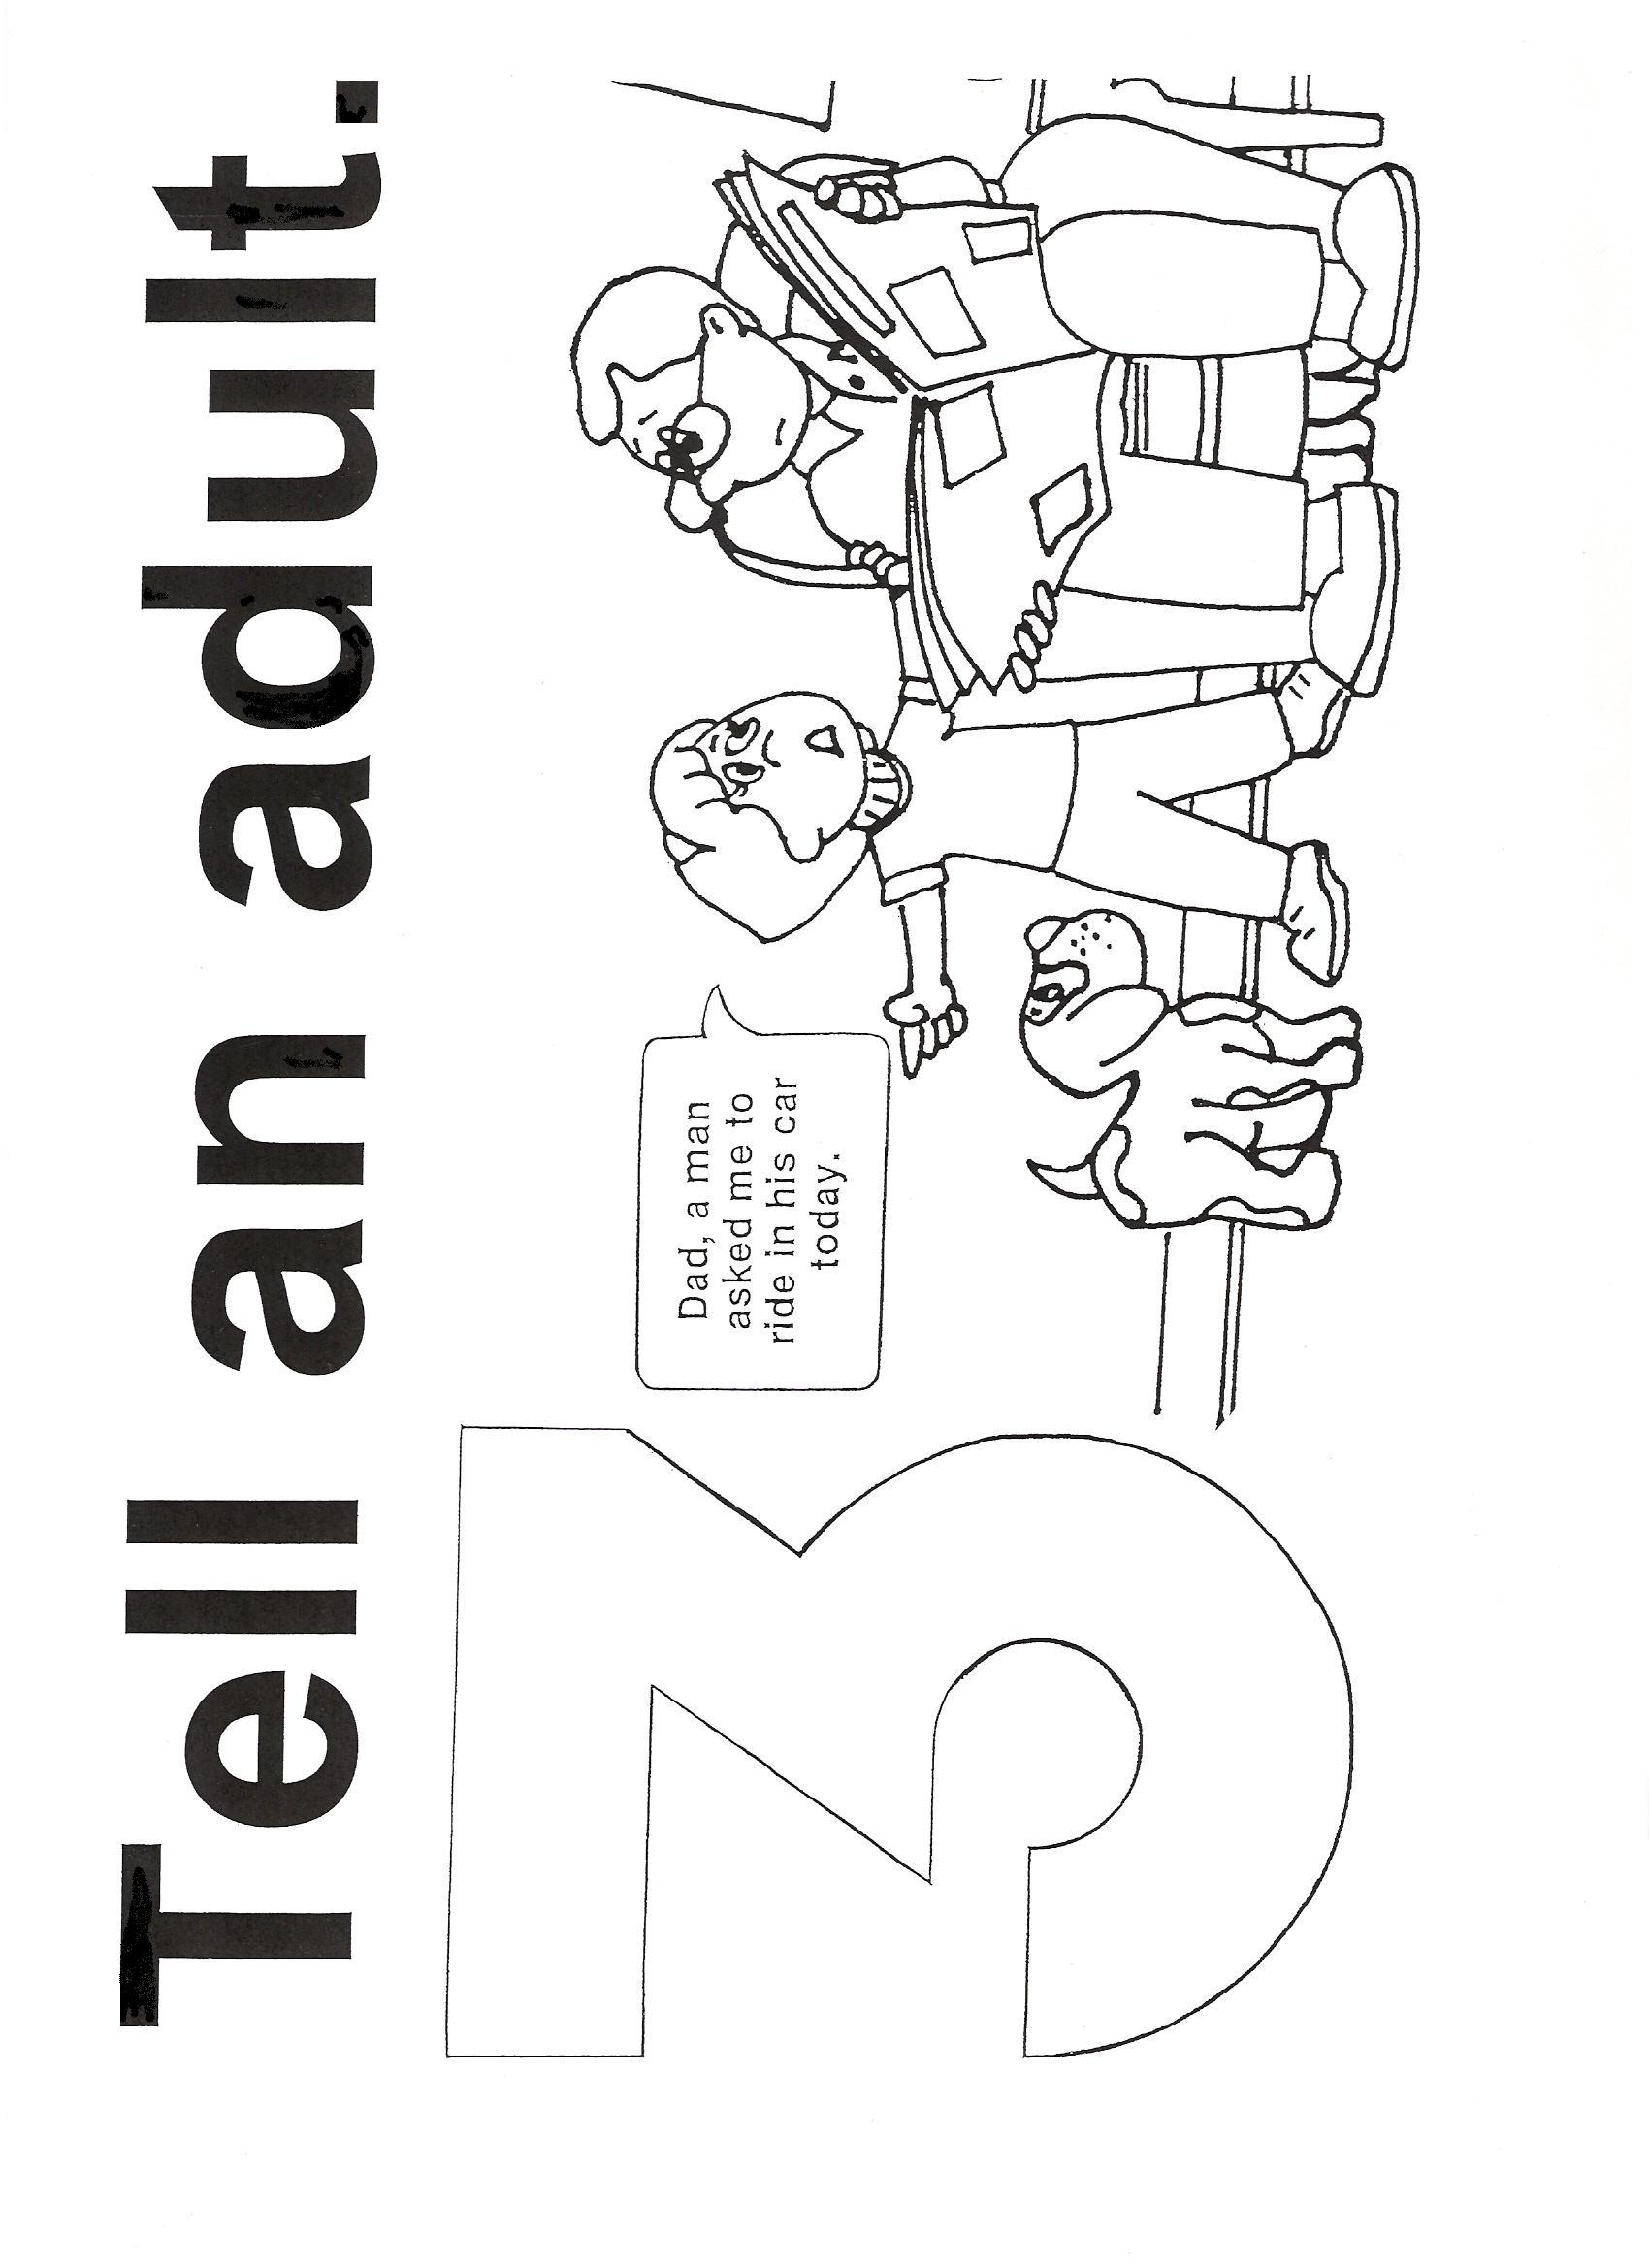 Tell an adult.
3
Dad, a man
asked me to
ride in his car
today.